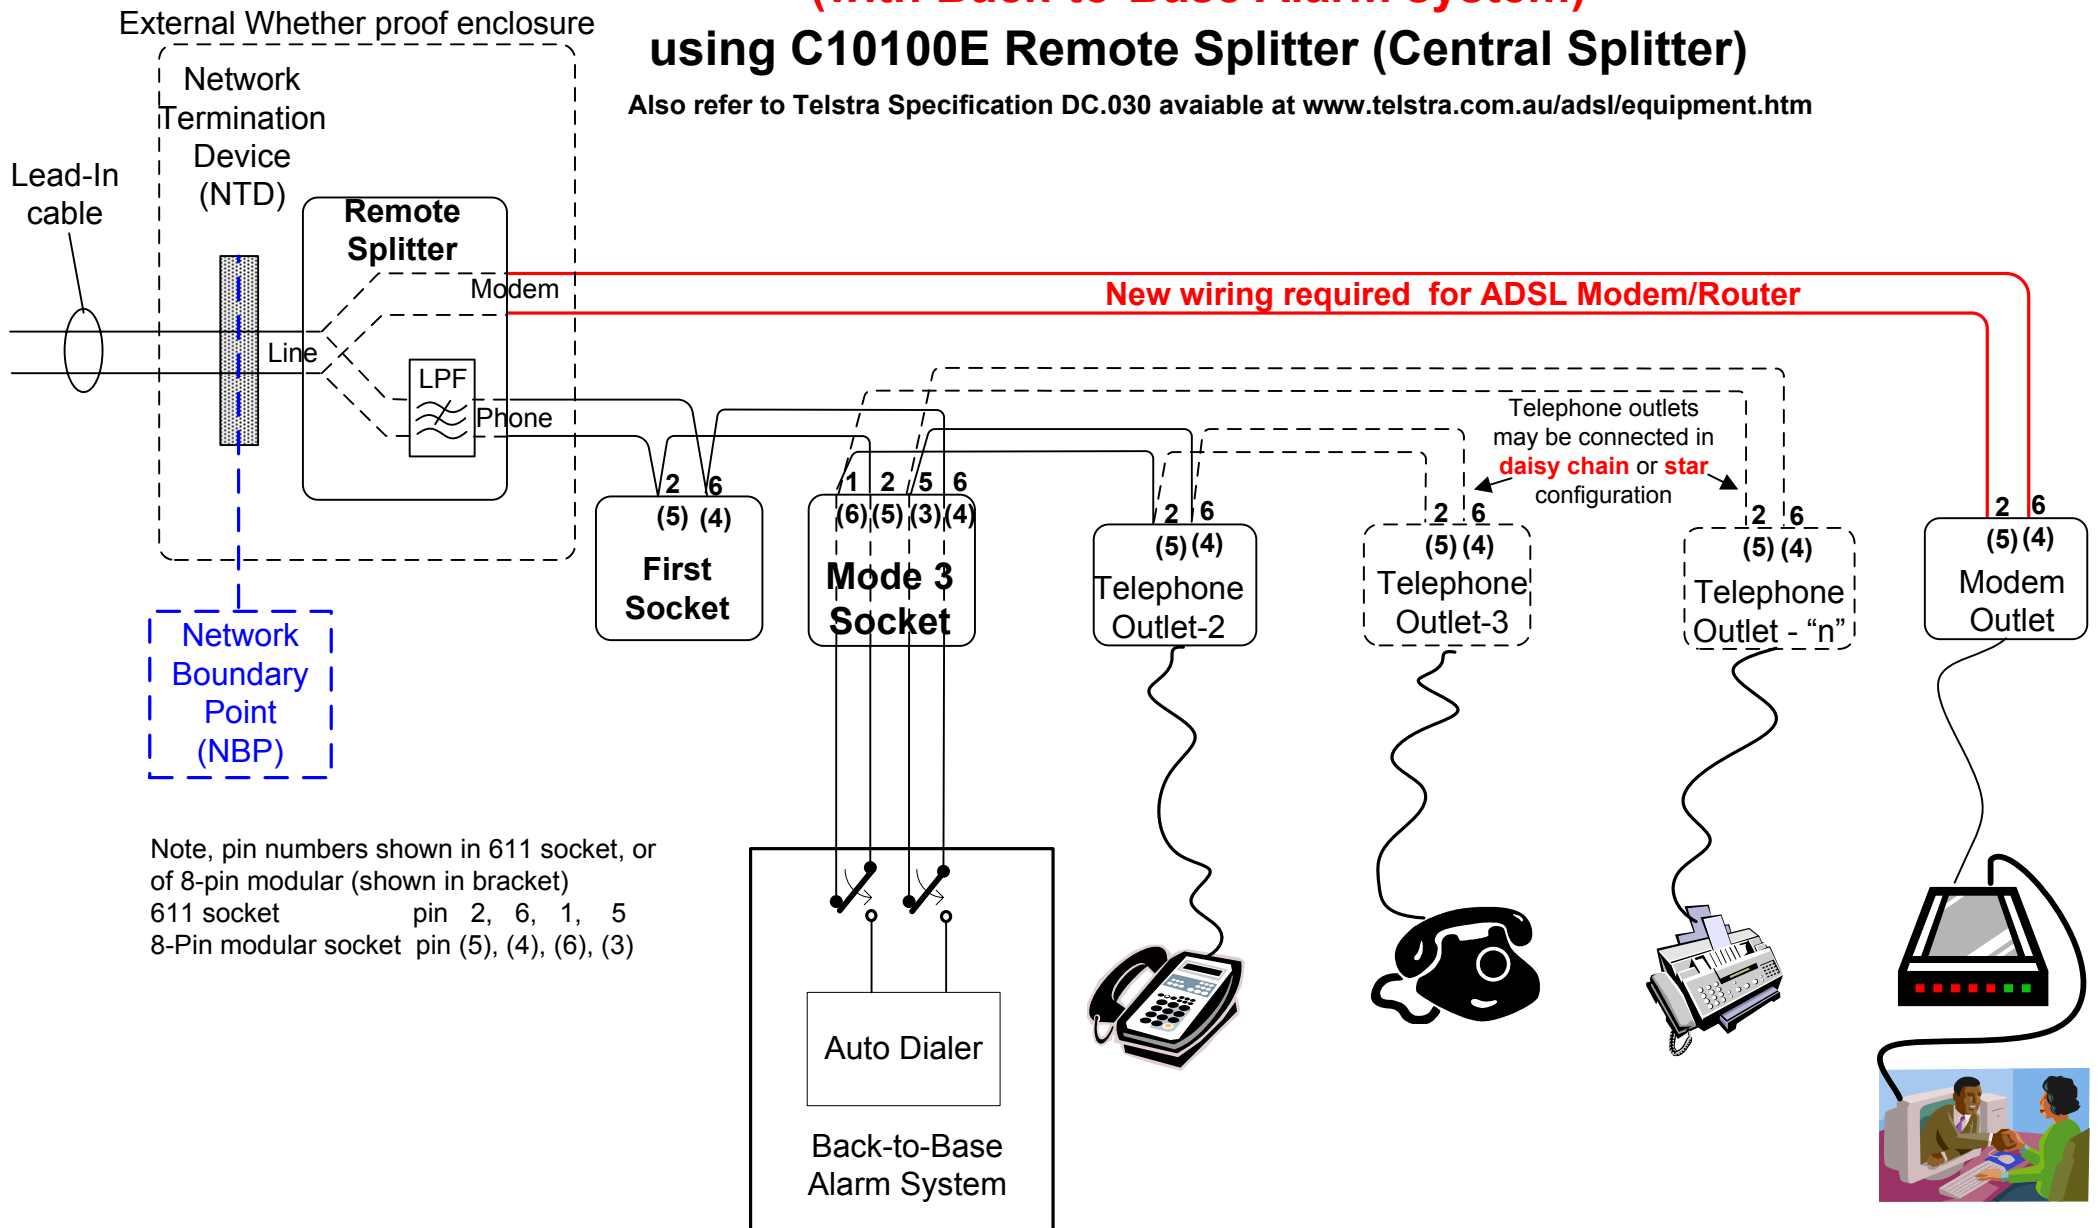 (with Back-to-Base Alarm system)
using C10100E Remote Splitter (Central Splitter)
Also refer to Telstra Specification DC.030 avaiable at www.telstra.com.au/adsl/equipment.htm
External Whether proof enclosure
Network
Termination
Device
(NTD)
Lead-In
cable
Remote
Splitter
Modem
New wiring required for ADSL Modem/Router
Line
LPF
Phone
Telephone outlets
may be connected in
daisy chain or star
configuration
2 6
(5) (4)
First
Socket
1 2 5 6
(6) (5) (3) (4)
Mode 3
Socket
2 6
(5) (4)
Telephone
Outlet-2
2 6
(5) (4)
Telephone
Outlet-3
2 6
(5) (4)
Telephone
Outlet - “n”
2 6
(5) (4)
Modem
Outlet
Network
Boundary
Point
(NBP)
Note, pin numbers shown in 611 socket, or
of 8-pin modular (shown in bracket)
611 socket pin 2, 6, 1, 5
8-Pin modular socket pin (5), (4), (6), (3)
Auto Dialer
Back-to-Base
Alarm System